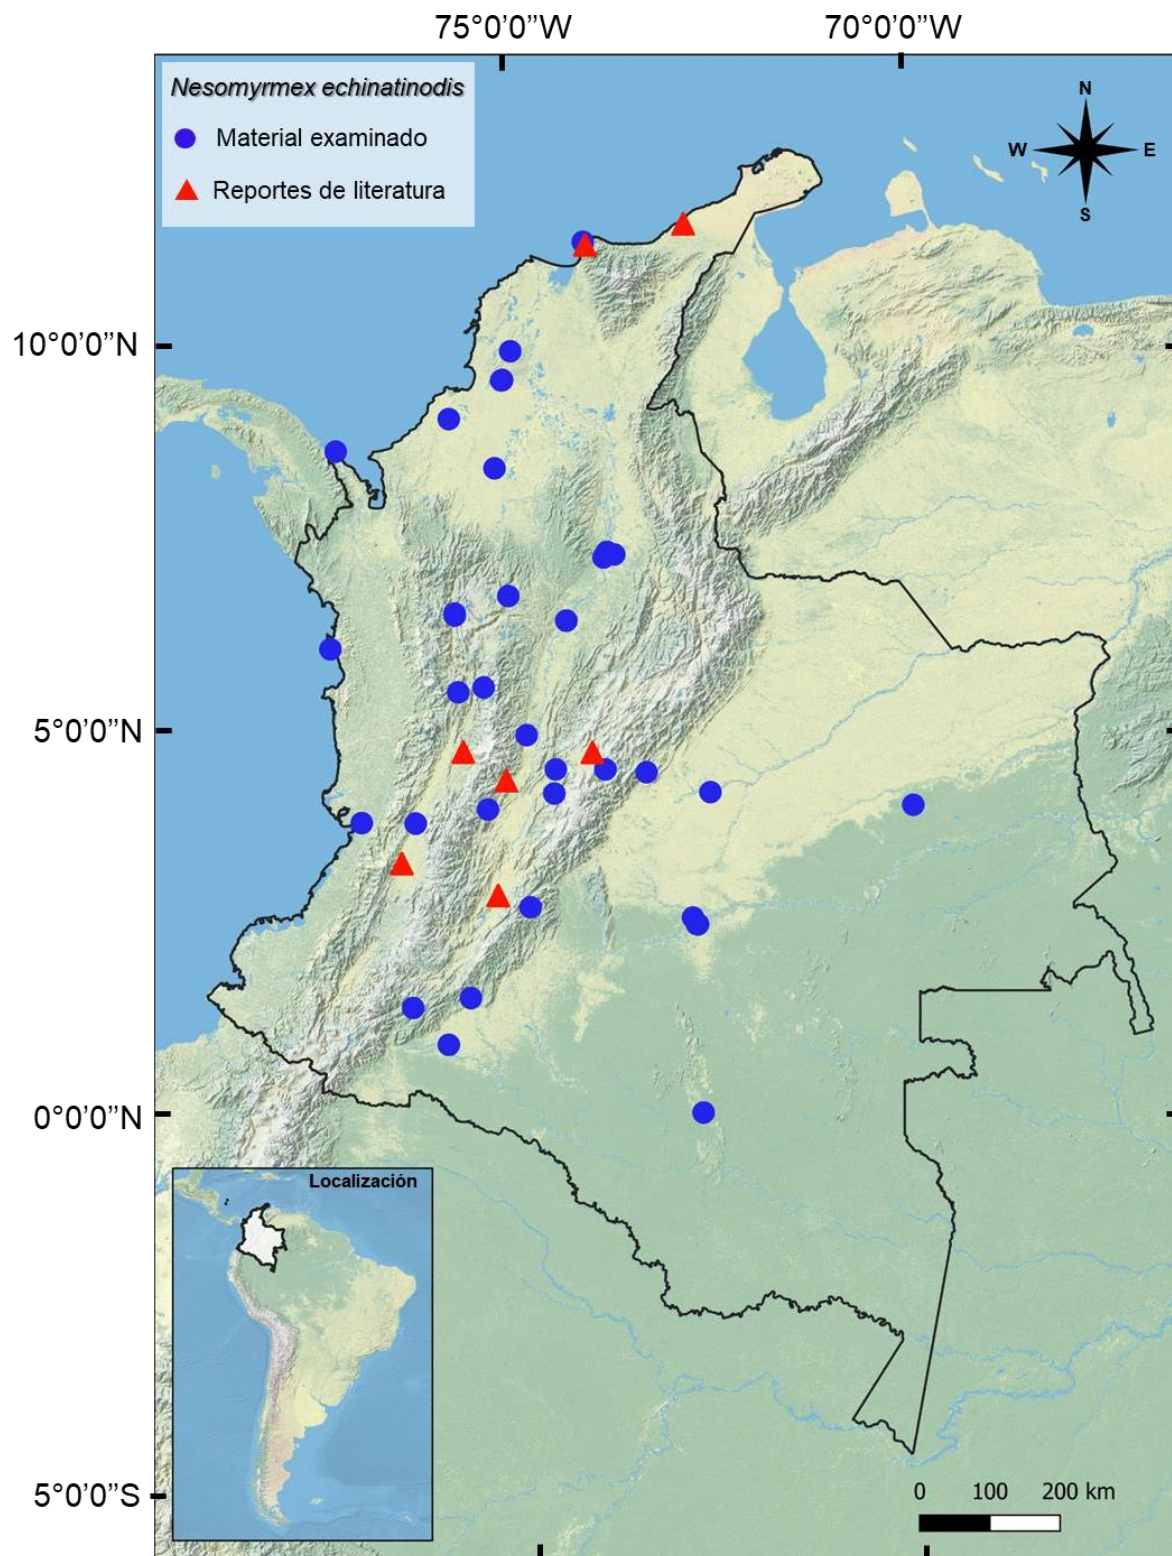 75°0’0’’W 70°0’0’’W
Nesomyrmex echinatinodis
Material examinado
Reportes de literatura
N
W E
S
10°0’0’’N
5°0’0’’N
0°0’0’’N
5°0’0’’S
Localización
0 100 200 km